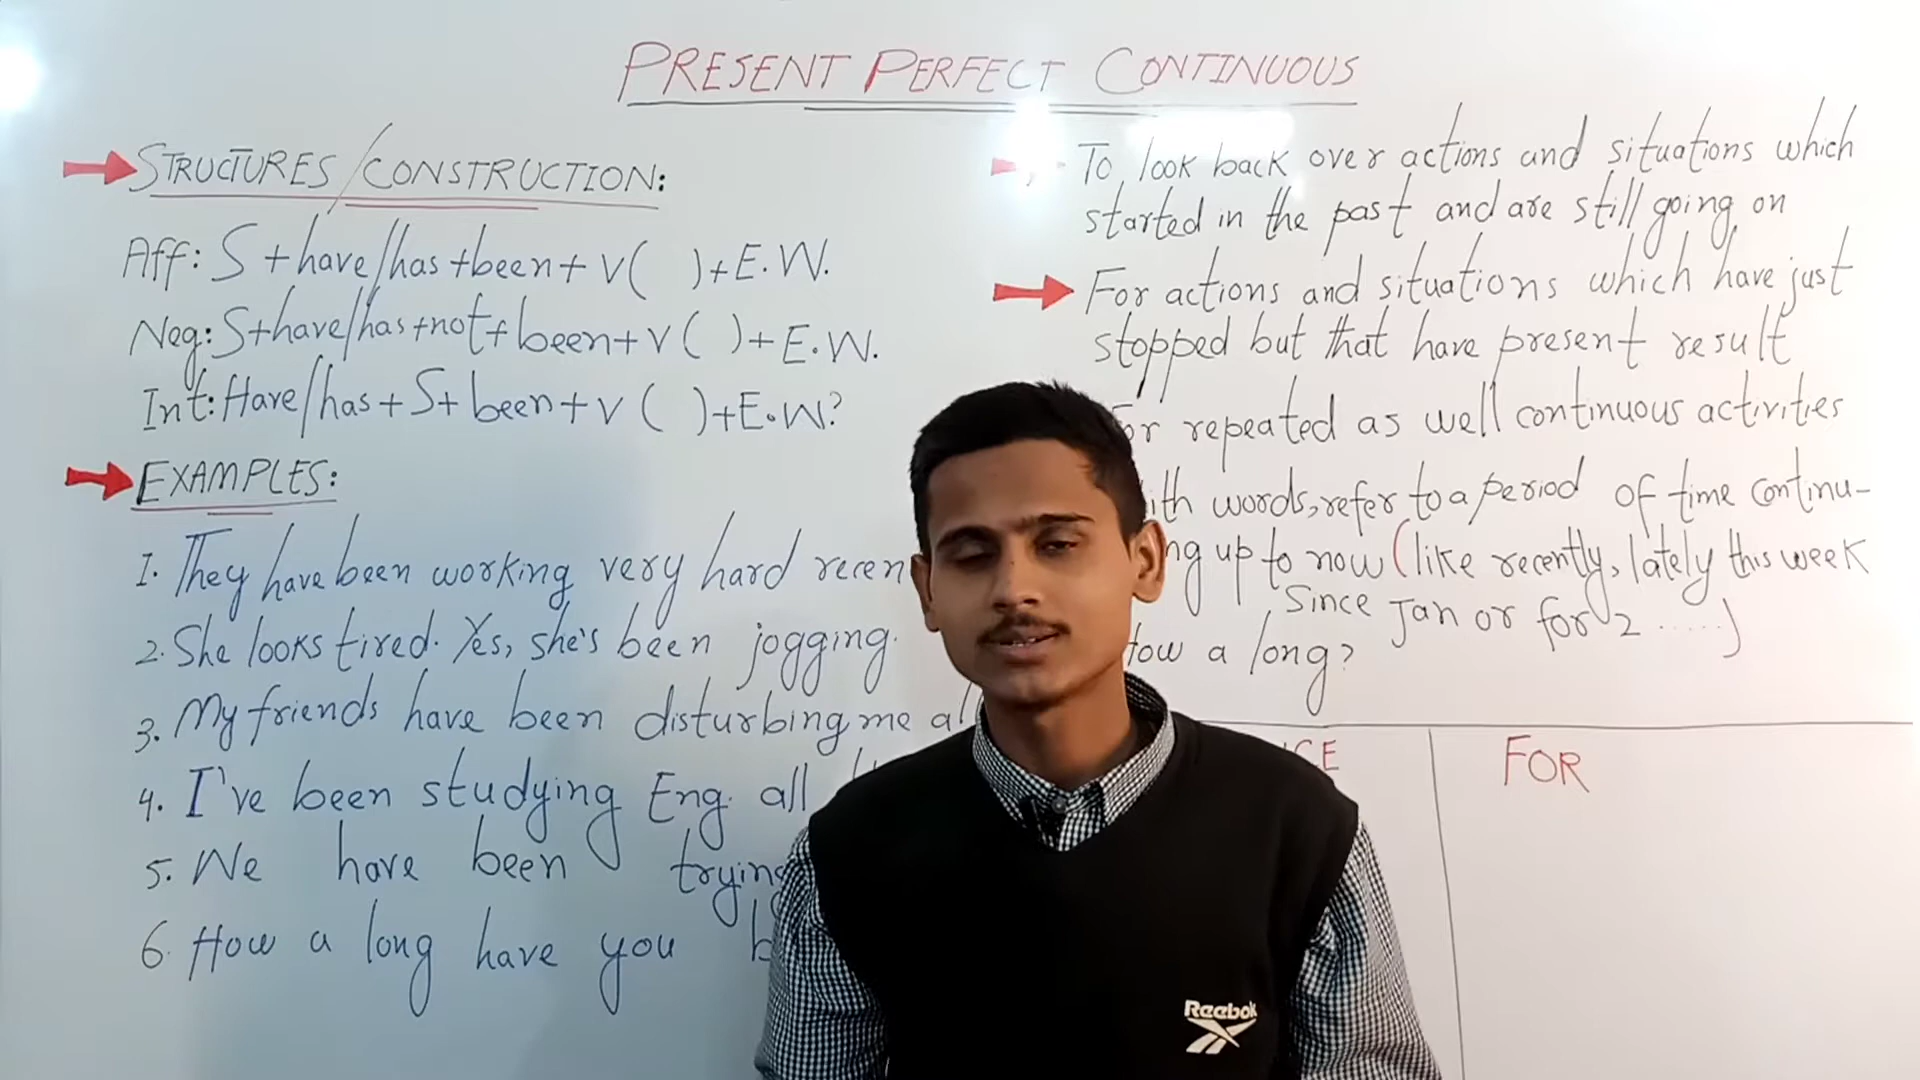 PRESENT PERFECT CONTINUOUS
STRUCTURES/CONSTRUCTION:
Aff: S+have/has+been+v( )+E.W.
Neg: S+have/has+not+been+v( )+E.W.
Int: Have/has+S+been+v( )+E.W?
EXAMPLES:
1. They have been working very hard
2. She looks tired. Yes, she's been jogging.
3. My friends have been disturbing me
4. I've been studying Eng. all
5. We have been trying
6. How a long have you
To look back over actions and situations which
started in the past and are still going on
For actions and situations which have just
stopped but that have present result
For repeated as well continuous activities
words, refer to a period of time continu-
up to now (like recently, lately this week
Since Jan or for 2 .....)
How a long?
FOR
Reebok